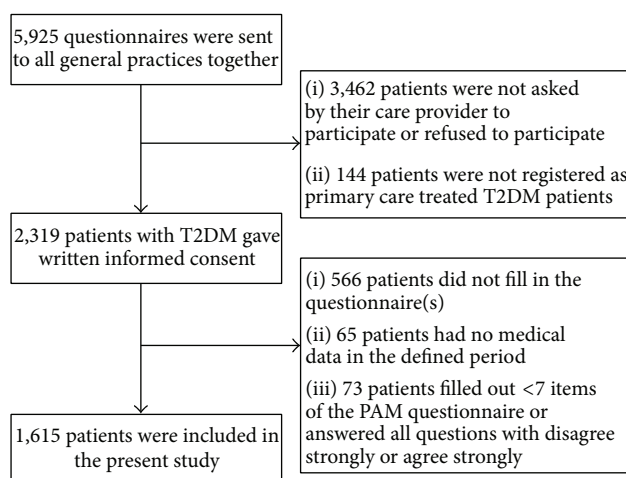 5,925 questionnaires were sent
to all general practices together
(i) 3,462 patients were not asked
by their care provider to
participate or refused to participate
(ii) 144 patients were not registered as
primary care treated T2DM patients
2,319 patients with T2DM gave
written informed consent
(i) 566 patients did not fill in the
questionnaire(s)
(ii) 65 patients had no medical
data in the defined period
(iii) 73 patients filled out <7 items
of the PAM questionnaire or
answered all questions with disagree
strongly or agree strongly
1,615 patients were included in
the present study